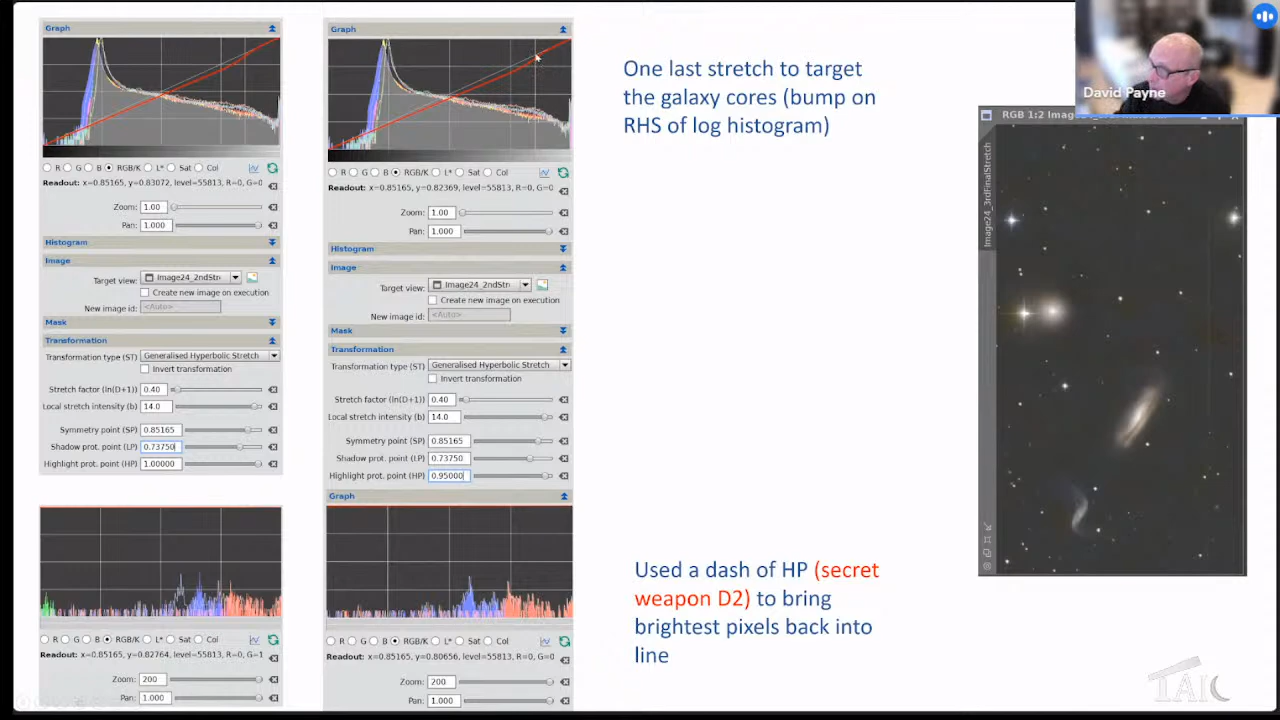 Graph
R G B RGB/K L* Sat Col
Readout: x=0.85165, y=0.83072, level=55813, R=0, G=0
Zoom: 1.00
Pan: 1.000
Histogram
Image
Target view: Image24_2ndStr
Create new image on execution
New image id: <Auto>
Mask
Transformation
Transformation type (ST) Generalised Hyperbolic Stretch
Invert transformation
Stretch factor (ln(D+1)) 0.40
Local stretch intensity (b) 14.0
Symmetry point (SP) 0.85165
Shadow prot. point (LP) 0.73750
Highlight prot. point (HP) 1.00000
R G B RGB/K L* Sat Col
Readout: x=0.85165, y=0.82764, level=55813, R=0, G=1
Zoom: 200
Pan: 1.000
Graph
R G B RGB/K L* Sat Col
Readout: x=0.85165, y=0.82369, level=55813, R=0, G=0
Zoom: 1.00
Pan: 1.000
Histogram
Image
Target view: Image24_2ndStr
Create new image on execution
New image id: <Auto>
Mask
Transformation
Transformation type (ST) Generalised Hyperbolic Stretch
Invert transformation
Stretch factor (ln(D+1)) 0.40
Local stretch intensity (b) 14.0
Symmetry point (SP) 0.85165
Shadow prot. point (LP) 0.73750
Highlight prot. point (HP) 0.95000
Graph
R G B RGB/K L* Sat Col
Readout: x=0.85165, y=0.80656, level=55813, R=0, G=0
Zoom: 200
Pan: 1.000
One last stretch to target
the galaxy cores (bump on
RHS of log histogram)
Used a dash of HP (secret
weapon D2) to bring
brightest pixels back into
line
David Payne
RGB 1:2
Image24_3rdFinalStretch
TAIC